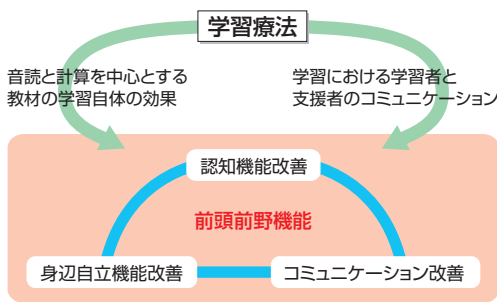 学習療法
音読と計算を中心とする
教材の学習自体の効果
学習における学習者と
支援者のコミュニケーション
認知機能改善
前頭前野機能
身辺自立機能改善
コミュニケーション改善